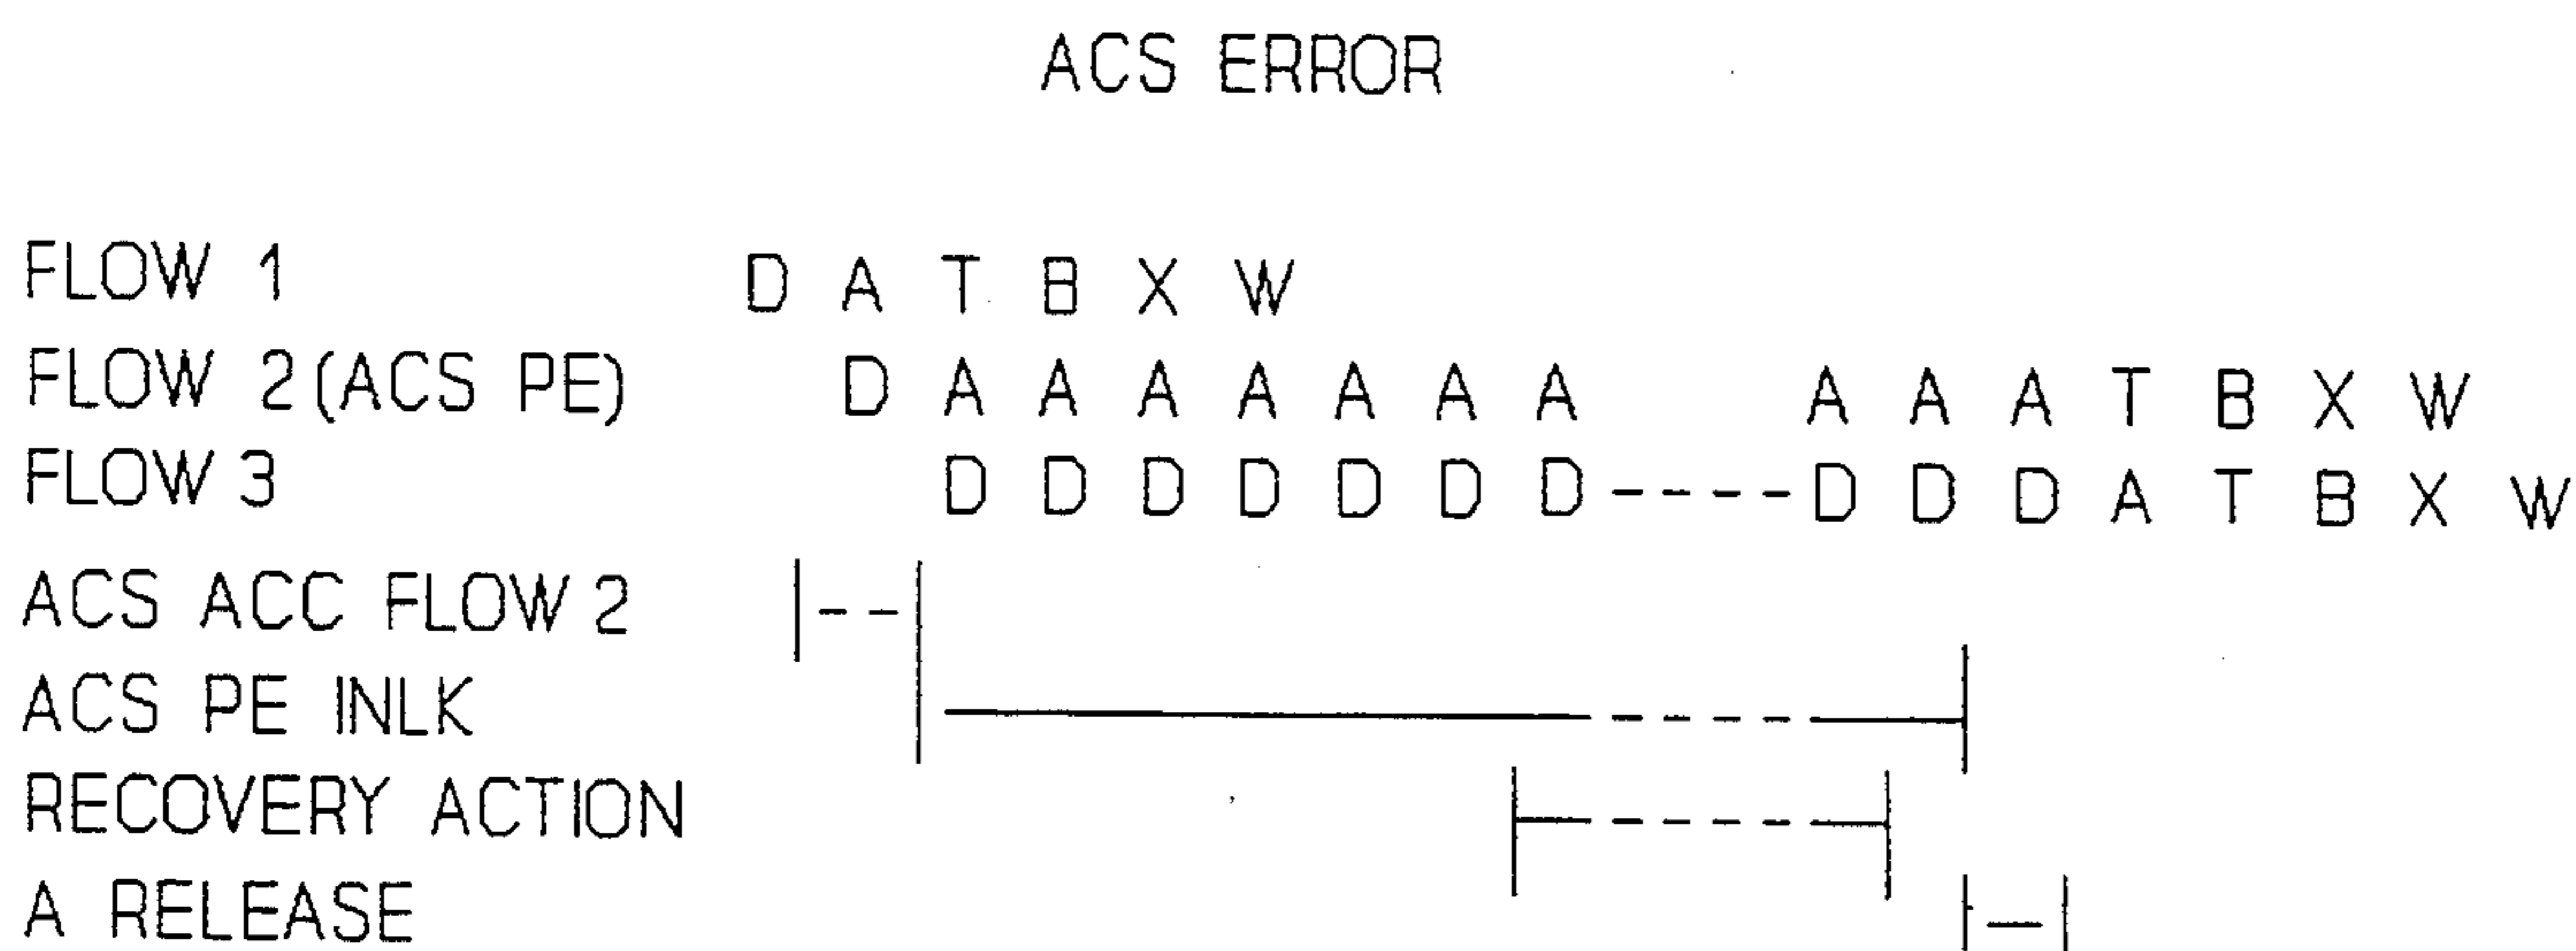 ACS ERROR
FLOW 1 D A T B X W
FLOW 2 (ACS PE) D A A A A A A A A A A T B X W
FLOW 3 D D D D D D D ---- D D D A T B X W
ACS ACC FLOW 2
ACS PE INLK
RECOVERY ACTION
A RELEASE